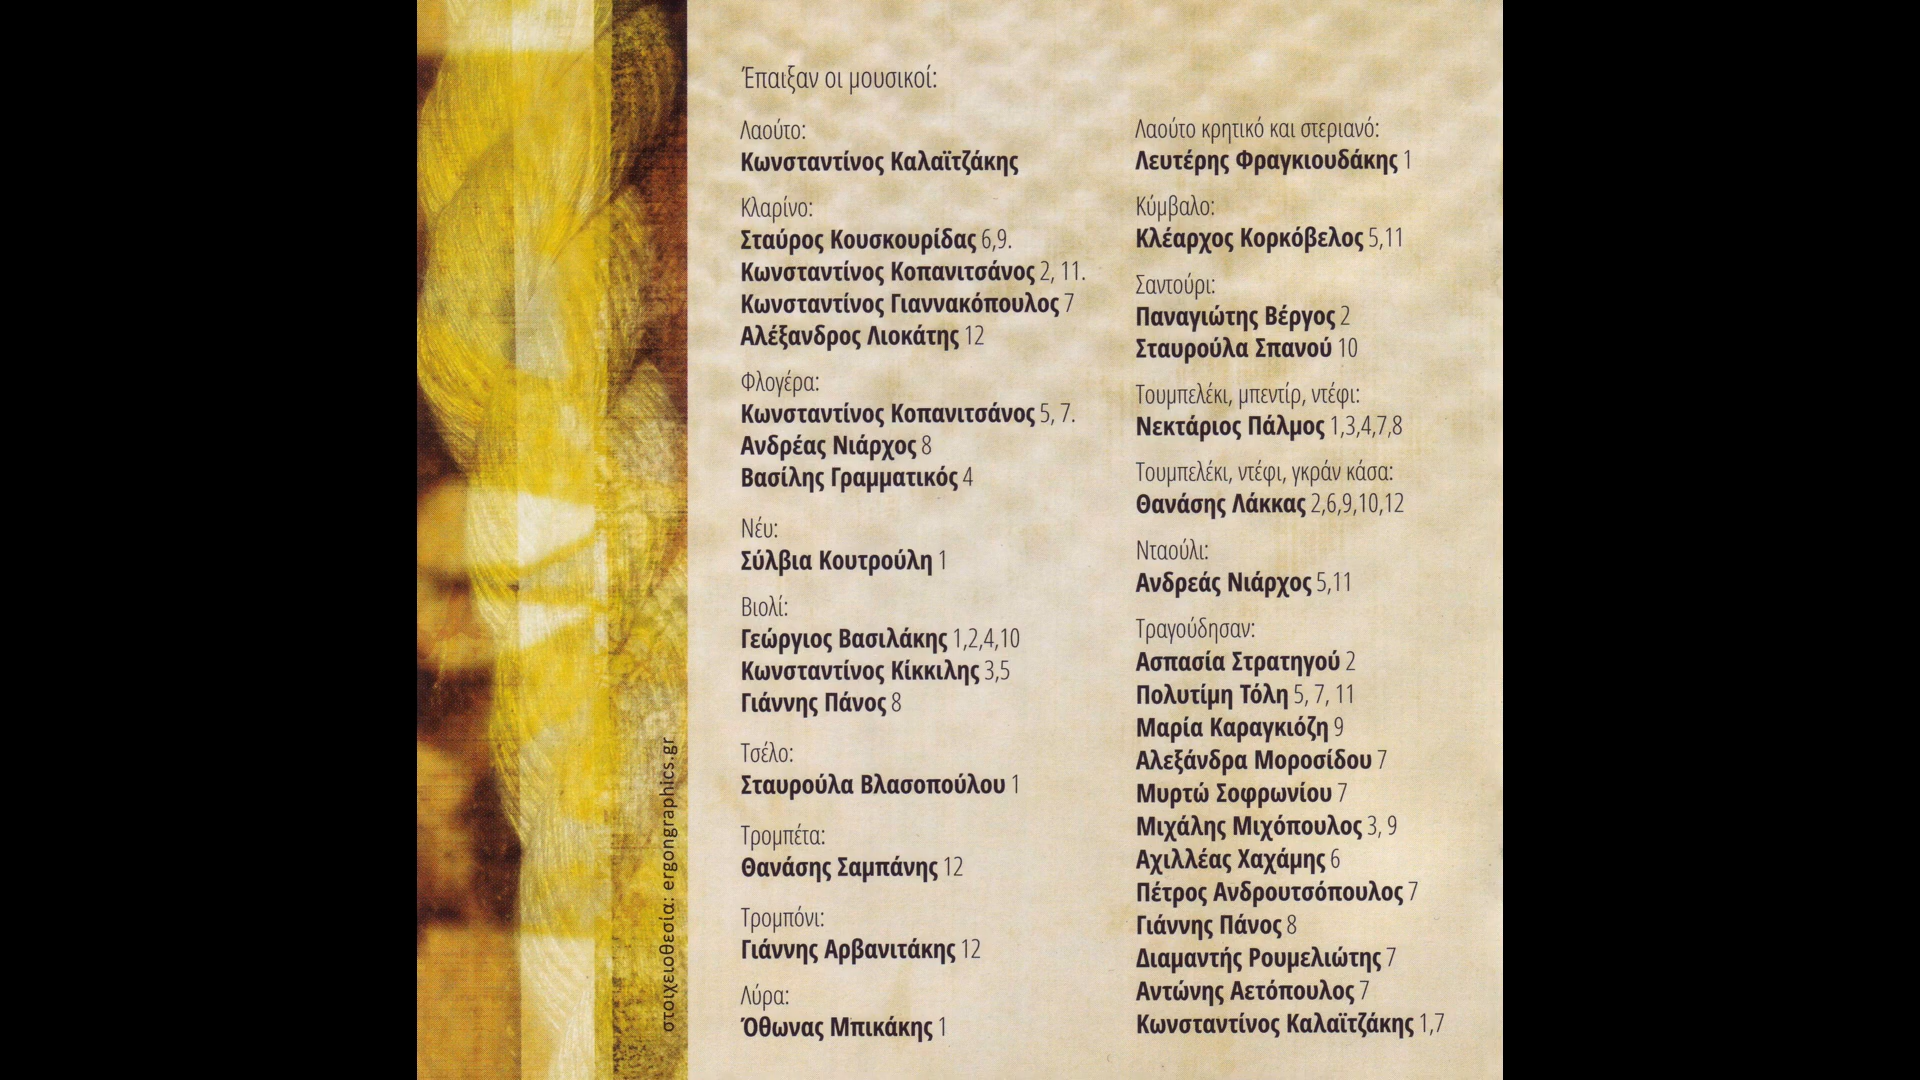 Έπαιξαν οι μουσικοί:
Λαούτο:
Κωνσταντίνος Καλαϊτζάκης
Κλαρίνο:
Σταύρος Κουσκουρίδας 6,9.
Κωνσταντίνος Κοπανιτσάνος 2, 11.
Κωνσταντίνος Γιαννακόπουλος 7
Αλέξανδρος Λιοκάτης 12
Φλογέρα:
Κωνσταντίνος Κοπανιτσάνος 5, 7.
Ανδρέας Νιάρχος 8
Βασίλης Γραμματικός 4
Νέυ:
Σύλβια Κουτρούλη 1
Βιολί:
Γεώργιος Βασιλάκης 1,2,4,10
Κωνσταντίνος Κίκκιλης 3,5
Γιάννης Πάνος 8
Τσέλο:
Σταυρούλα Βλασοπούλου 1
Τρομπέτα:
Θανάσης Σαμπάνης 12
Τρομπόνι:
Γιάννης Αρβανιτάκης 12
Λύρα:
Όθωνας Μπικάκης 1
Λαούτο κρητικό και στεριανό:
Λευτέρης Φραγκιουδάκης 1
Κύμβαλο:
Κλέαρχος Κορκόβελος 5,11
Σαντούρι:
Παναγιώτης Βέργος 2
Σταυρούλα Σπανού 10
Τουμπελέκι, μπεντίρ, ντέφι:
Νεκτάριος Πάλμος 1,3,4,7,8
Τουμπελέκι, ντέφι, γκράν κάσα:
Θανάσης Λάκκας 2,6,9,10,12
Νταούλι:
Ανδρεάς Νιάρχος 5,11
Τραγούδησαν:
Ασπασία Στρατηγού 2
Πολυτίμη Τόλη 5, 7, 11
Μαρία Καραγκιόζη 9
Αλεξάνδρα Μοροσίδου 7
Μυρτώ Σοφρωνίου 7
Μιχάλης Μιχόπουλος 3, 9
Αχιλλέας Χαχάμης 6
Πέτρος Ανδρουτσόπουλος 7
Γιάννης Πάνος 8
Διαμαντής Ρουμελιώτης 7
Αντώνης Αετόπουλος 7
Κωνσταντίνος Καλαϊτζάκης 1,7
στοιχειοθεσία: ergongraphics.gr